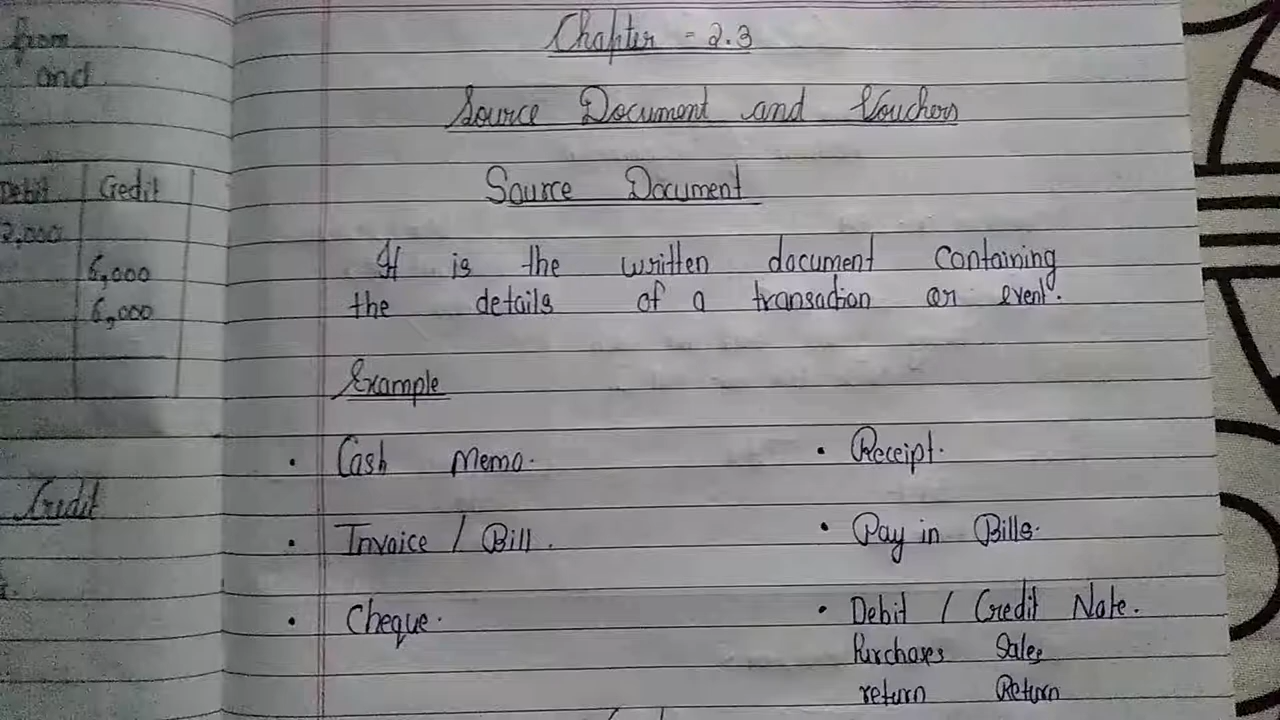 from
and
Debit Credit
2,000
6,000
6,000
Credit
Chapter - 2.3
Source Document and Vouchers
Source Document
It is the written document containing
the details of a transaction or event.
Example
• Cash Memo. • Receipt.
• Invoice / Bill. • Pay in Bills.
• Cheque. • Debit / Credit Note.
Purchases Sales
return Return